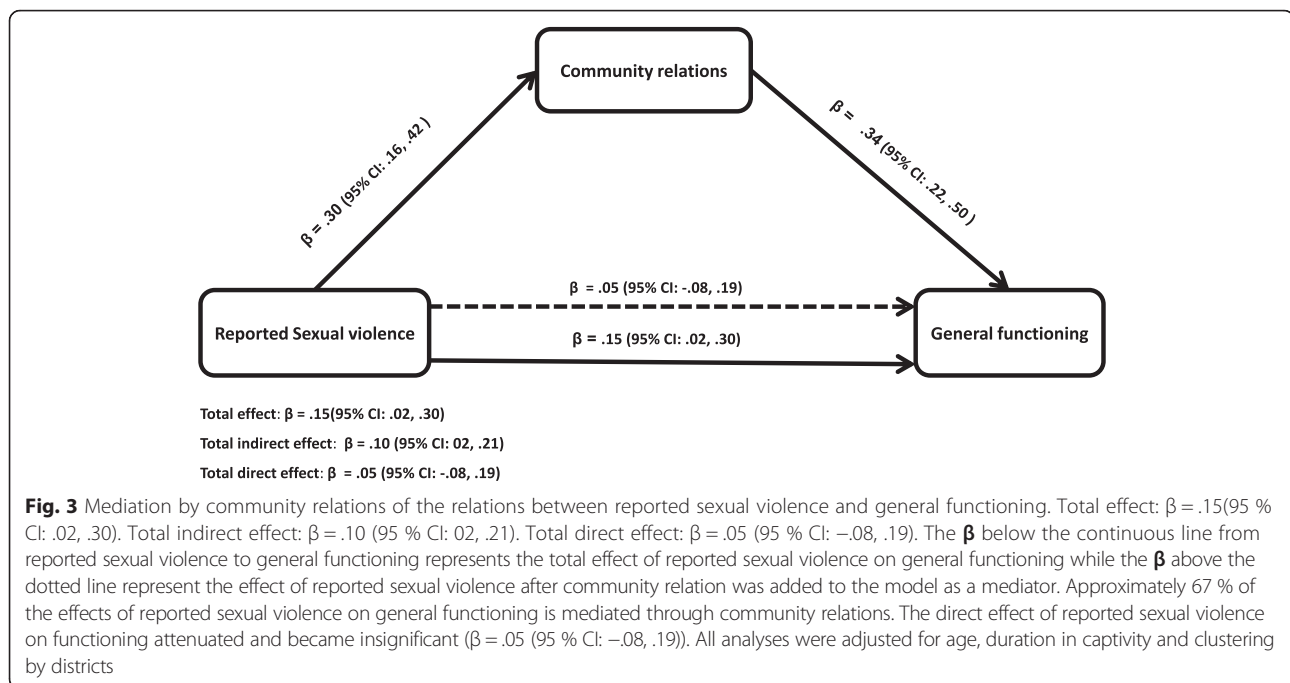 Community relations
β = .30 (95% CI: .16, .42)
β = .34 (95% CI: .22, .50 )
β = .05 (95% CI: -.08, .19)
Reported Sexual violence
General functioning
β = .15 (95% CI: .02, .30)
Total effect: β = .15(95% CI: .02, .30)
Total indirect effect: β = .10 (95% CI: 02, .21)
Total direct effect: β = .05 (95% CI: -.08, .19)
Fig. 3 Mediation by community relations of the relations between reported sexual violence and general functioning. Total effect: β = .15(95 %
CI: .02, .30). Total indirect effect: β = .10 (95 % CI: 02, .21). Total direct effect: β = .05 (95 % CI: −.08, .19). The β below the continuous line from
reported sexual violence to general functioning represents the total effect of reported sexual violence on general functioning while the β above the
dotted line represent the effect of reported sexual violence after community relation was added to the model as a mediator. Approximately 67 % of
the effects of reported sexual violence on general functioning is mediated through community relations. The direct effect of reported sexual violence
on functioning attenuated and became insignificant (β = .05 (95 % CI: −.08, .19)). All analyses were adjusted for age, duration in captivity and clustering
by districts